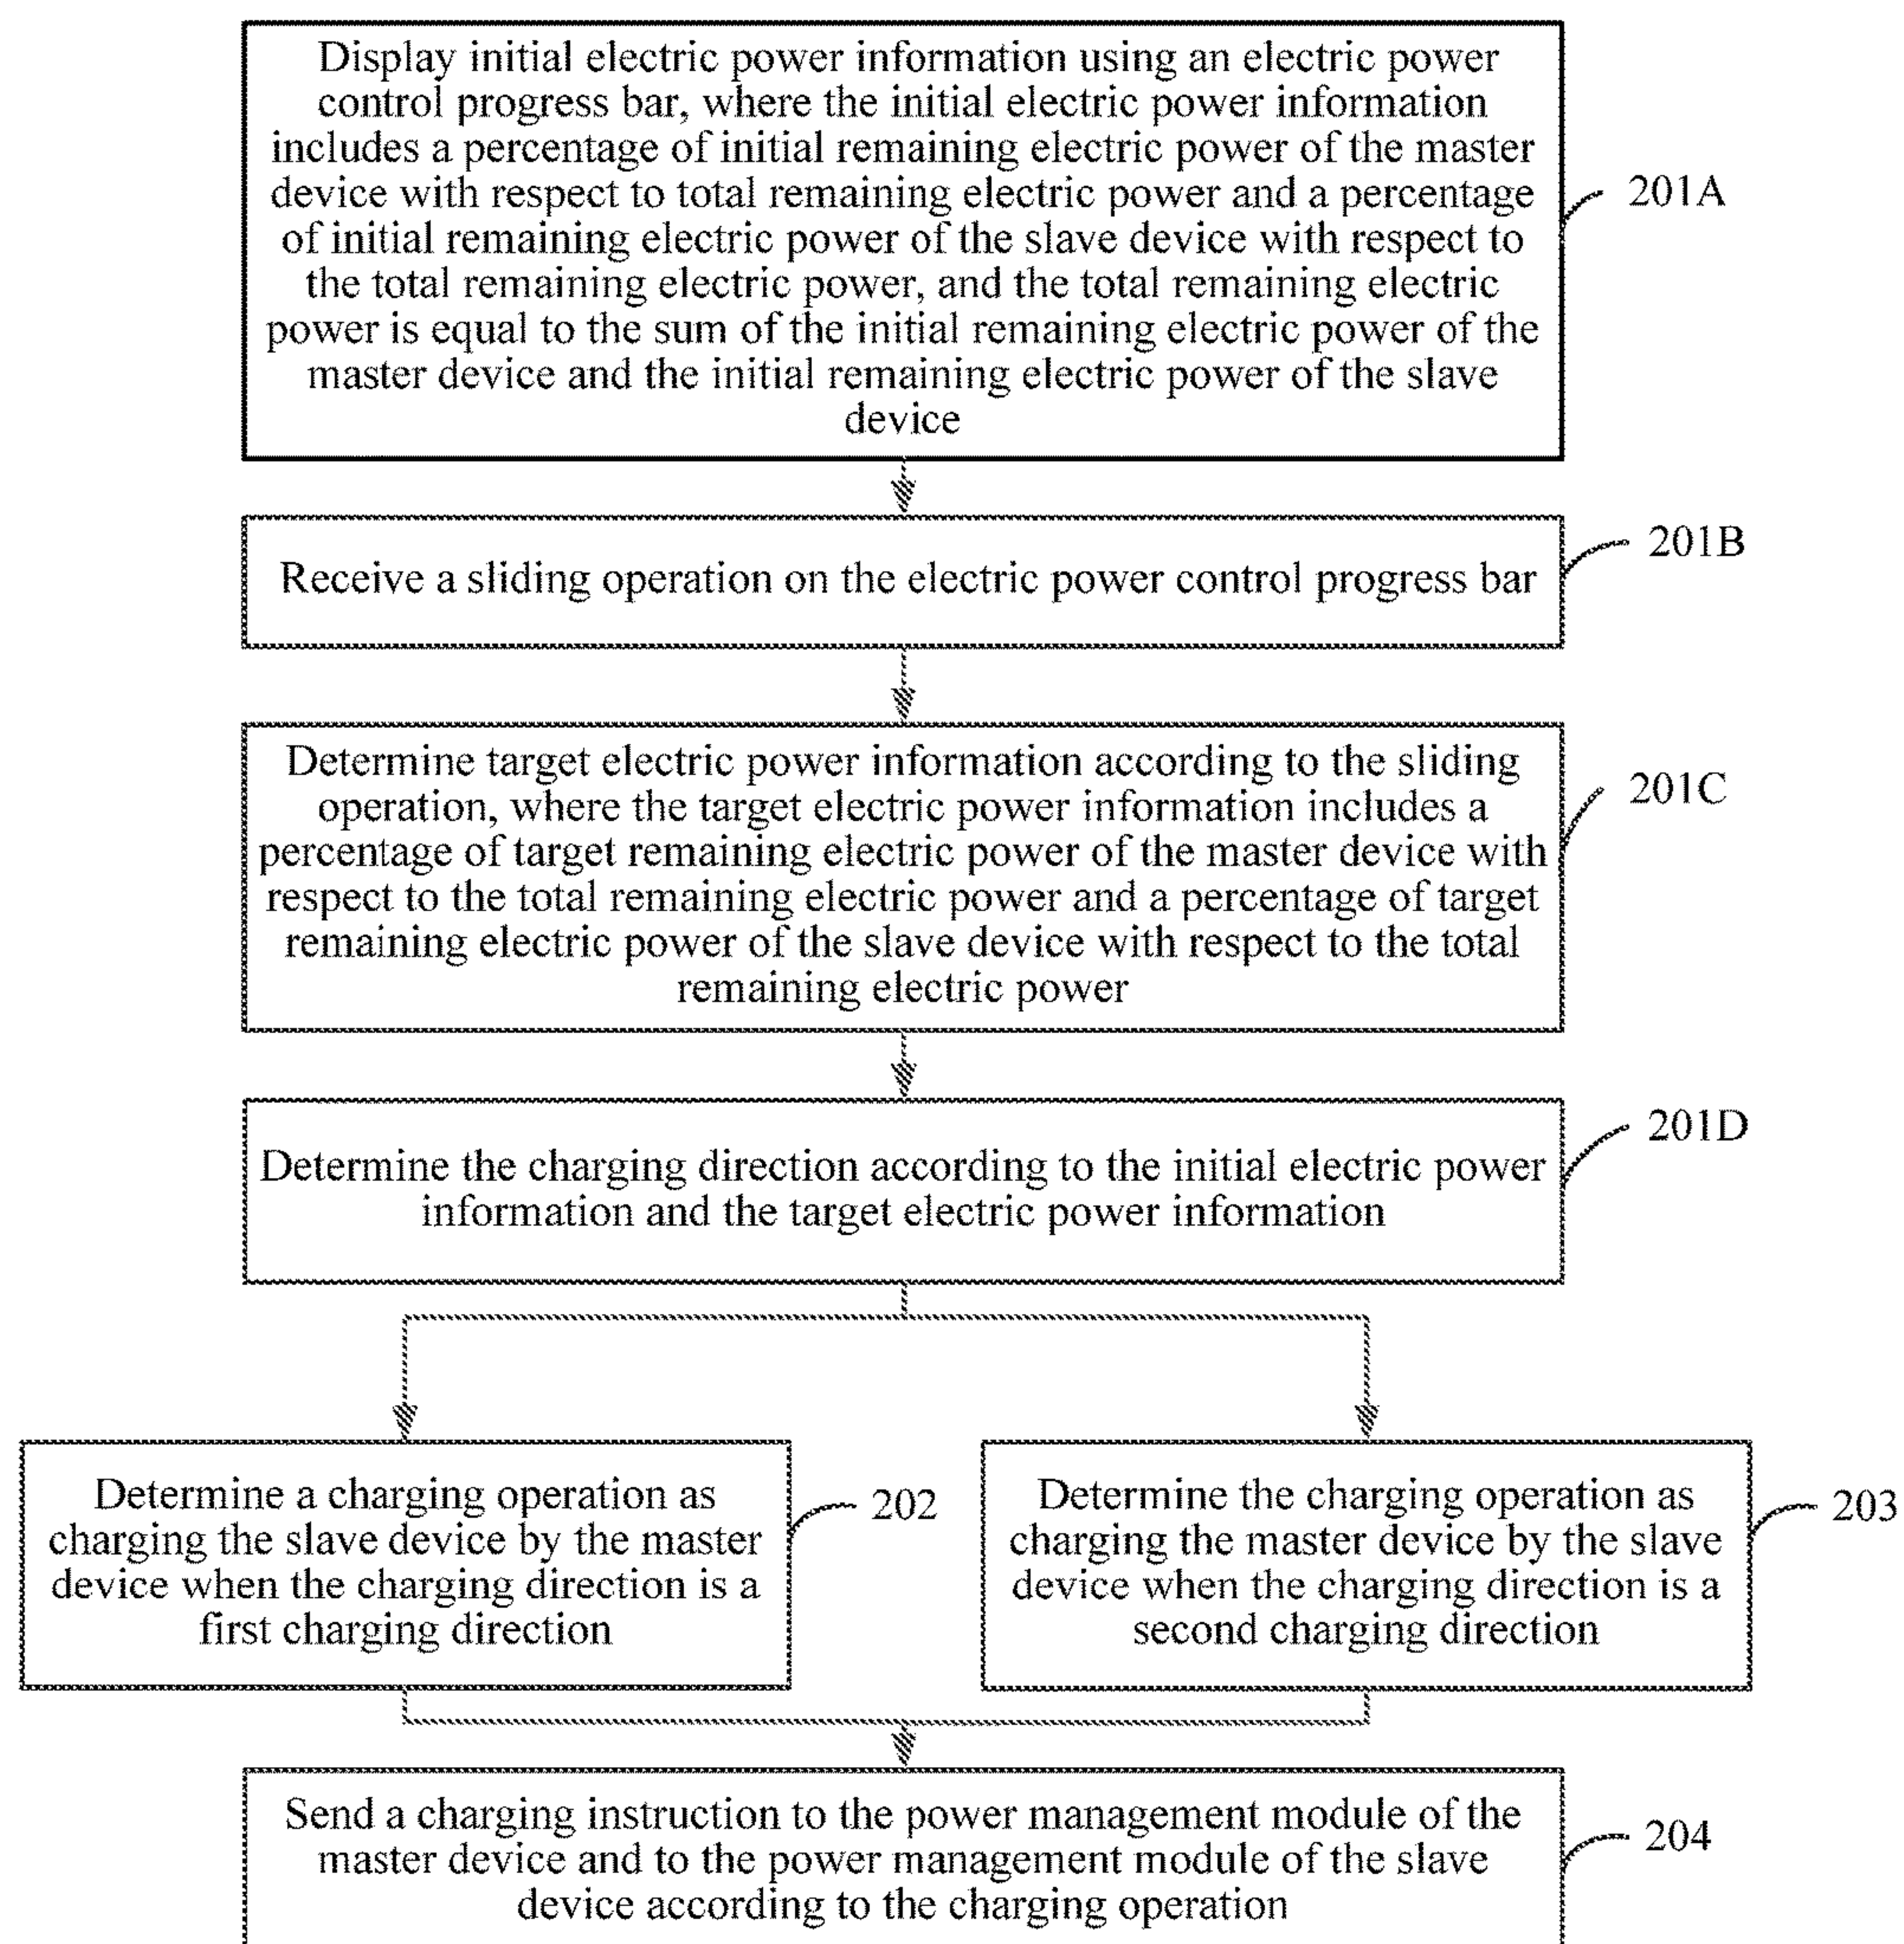 Display initial electric power information using an electric power
control progress bar, where the initial electric power information
includes a percentage of initial remaining electric power of the master
device with respect to total remaining electric power and a percentage
of initial remaining electric power of the slave device with respect to
the total remaining electric power, and the total remaining electric
power is equal to the sum of the initial remaining electric power of the
master device and the initial remaining electric power of the slave
device
201A
Receive a sliding operation on the electric power control progress bar
201B
Determine target electric power information according to the sliding
operation, where the target electric power information includes a
percentage of target remaining electric power of the master device with
respect to the total remaining electric power and a percentage of target
remaining electric power of the slave device with respect to the total
remaining electric power
201C
Determine the charging direction according to the initial electric power
information and the target electric power information
201D
Determine a charging operation as
charging the slave device by the master
device when the charging direction is a
first charging direction
202
Determine the charging operation as
charging the master device by the slave
device when the charging direction is a
second charging direction
203
Send a charging instruction to the power management module of the
master device and to the power management module of the slave
device according to the charging operation
204